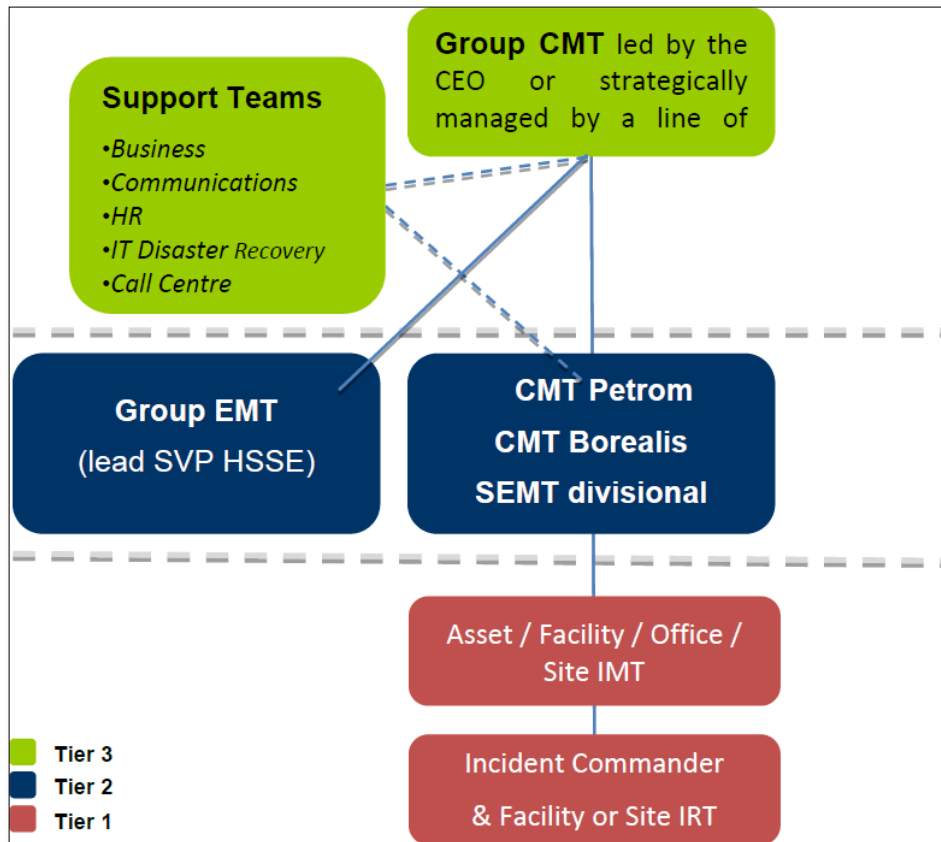 Group CMT led by the
CEO or strategically
managed by a line of
Support Teams
•Business
•Communications
•HR
•IT Disaster Recovery
•Call Centre
Group EMT
(lead SVP HSSE)
CMT Petrom
CMT Borealis
SEMT divisional
Asset / Facility / Office /
Site IMT
Incident Commander
& Facility or Site IRT
Tier 3
Tier 2
Tier 1